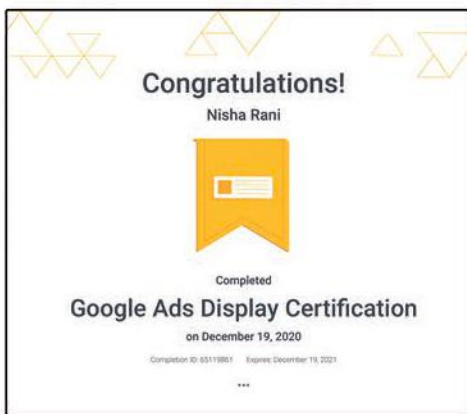 Congratulations!
Nisha Rani
Completed
Google Ads Display Certification
on December 19, 2020
Completion ID: 65119861 Expires: December 19, 2021